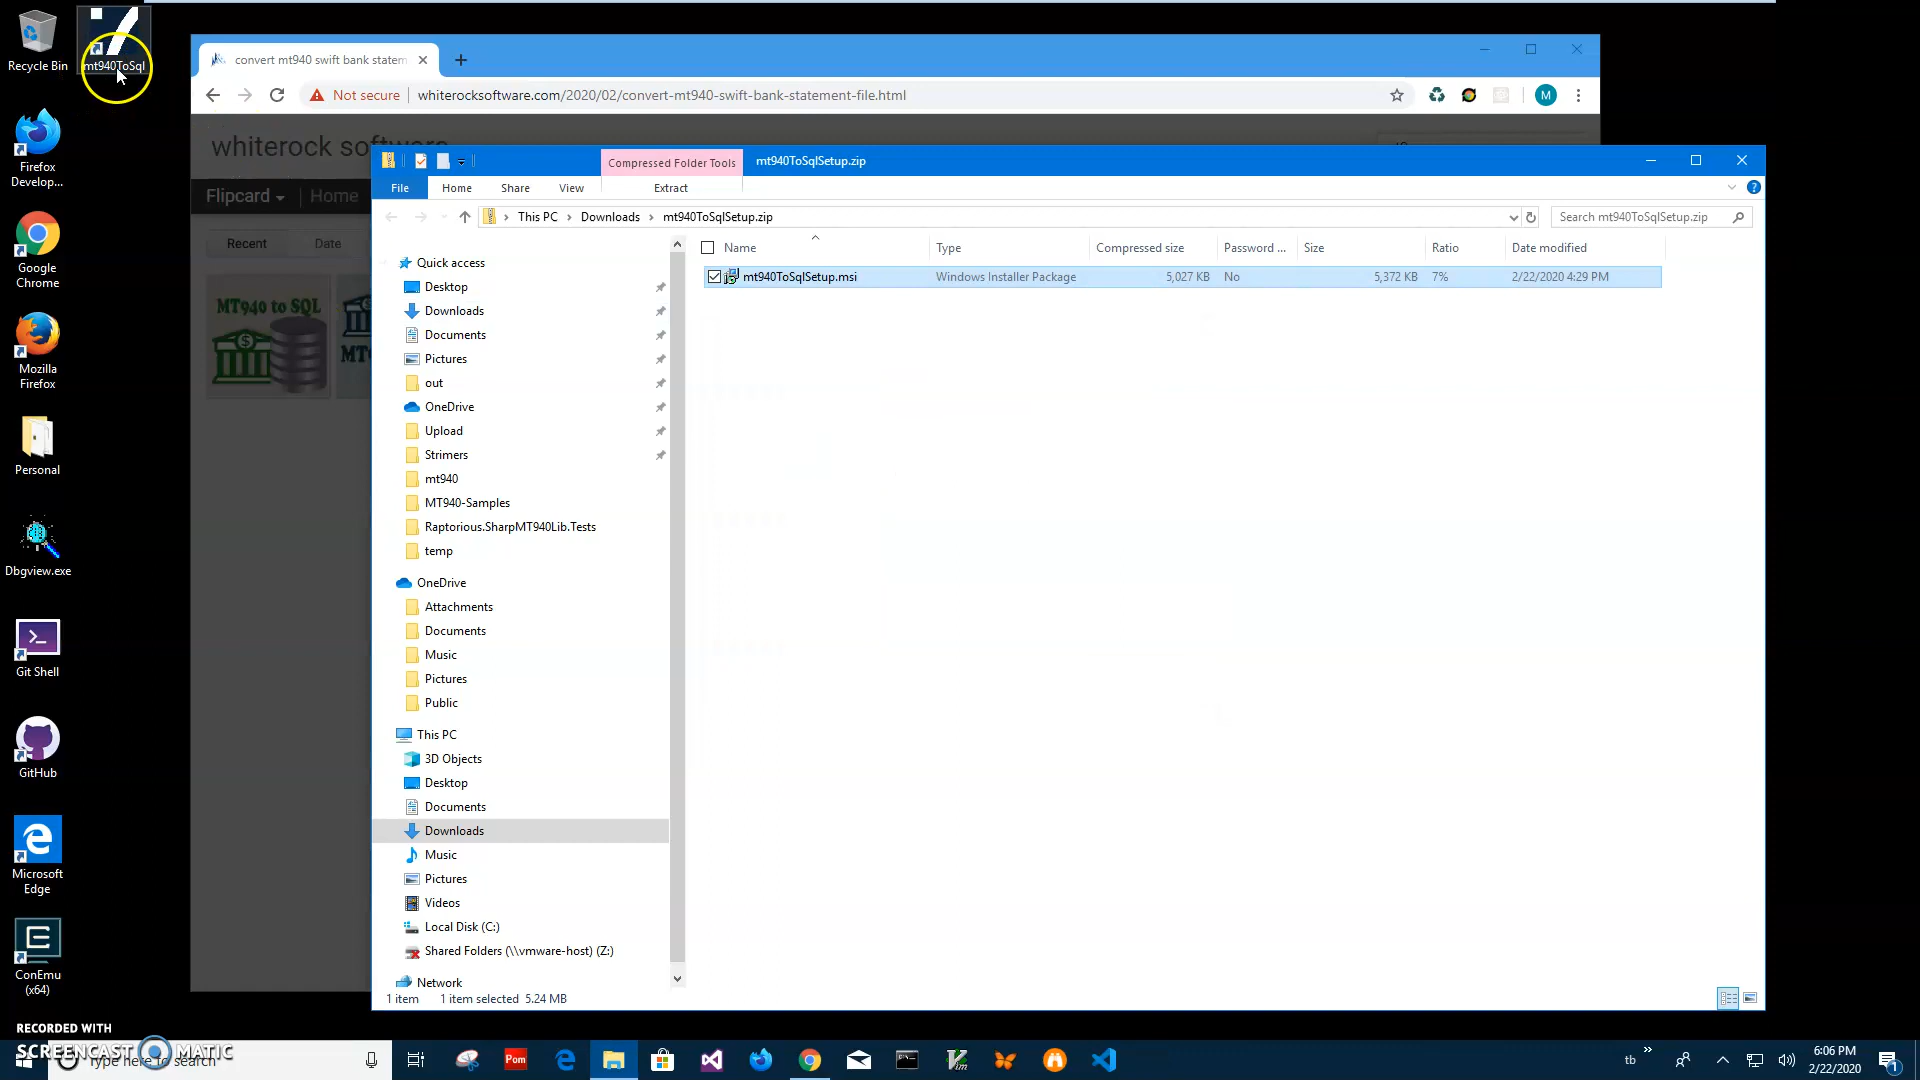 Recycle Bin
mt940ToSql
Firefox
Develop...
Google
Chrome
Mozilla
Firefox
Personal
Dbgview.exe
Git Shell
GitHub
Microsoft
Edge
ConEmu
(x64)
convert mt940 swift bank statem
Not secure
whiterocksoftware.com/2020/02/convert-mt940-swift-bank-statement-file.html
M
whiterock software
Flipcard
Home
Recent
Date
MT940 to SQL
Compressed Folder Tools
mt940ToSqlSetup.zip
File
Home
Share
View
Extract
This PC
Downloads
mt940ToSqlSetup.zip
Search mt940ToSqlSetup.zip
Name
Type
Compressed size
Password ...
Size
Ratio
Date modified
mt940ToSqlSetup.msi
Windows Installer Package
5,027 KB
No
5,372 KB
7%
2/22/2020 4:29 PM
Quick access
Desktop
Downloads
Documents
Pictures
out
OneDrive
Upload
Strimers
mt940
MT940-Samples
Raptorious.SharpMT940Lib.Tests
temp
OneDrive
Attachments
Documents
Music
Pictures
Public
This PC
3D Objects
Desktop
Documents
Downloads
Music
Pictures
Videos
Local Disk (C:)
Shared Folders (\\vmware-host) (Z:)
Network
1 item
1 item selected 5.24 MB
RECORDED WITH
SCREENCAST MATIC
Type here to search
Pom
tb
6:06 PM
2/22/2020
1